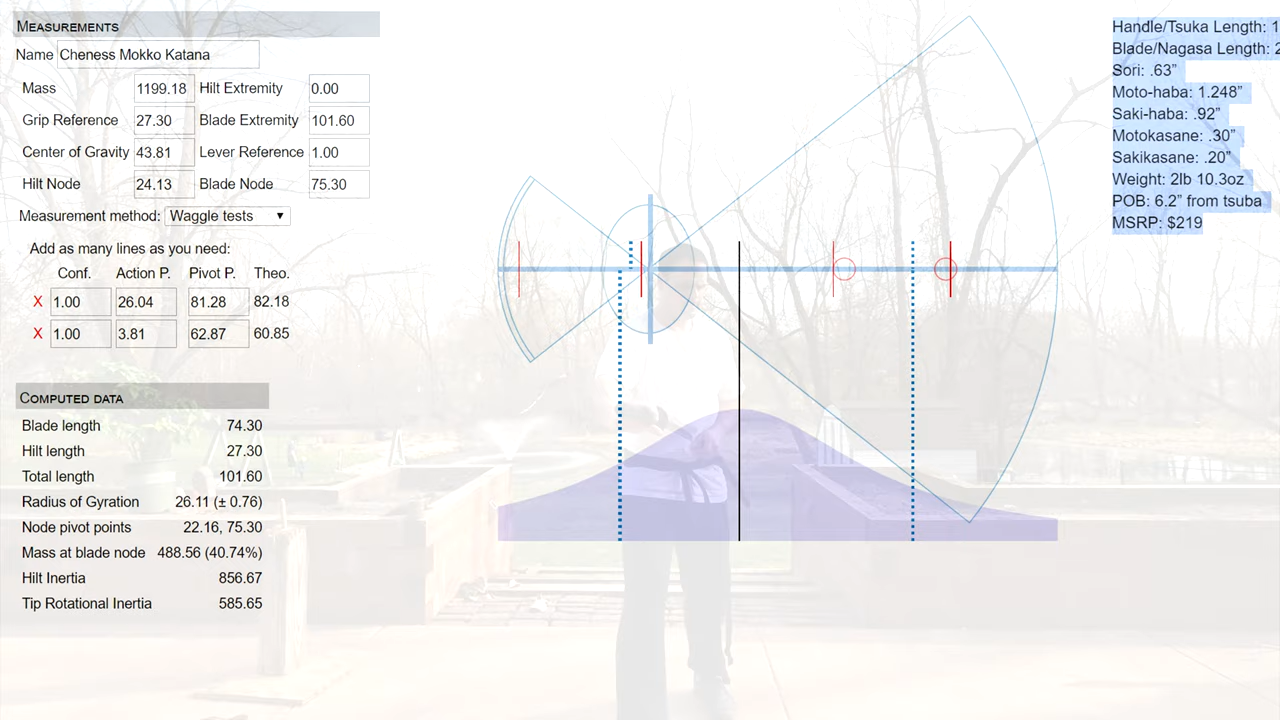 MEASUREMENTS
Name Cheness Mokko Katana
Mass 1199.18 Hilt Extremity 0.00
Grip Reference 27.30 Blade Extremity 101.60
Center of Gravity 43.81 Lever Reference 1.00
Hilt Node 24.13 Blade Node 75.30
Measurement method: Waggle tests ▼
Add as many lines as you need:
Conf. Action P. Pivot P. Theo.
X 1.00 26.04 81.28 82.18
X 1.00 3.81 62.87 60.85
COMPUTED DATA
Blade length 74.30
Hilt length 27.30
Total length 101.60
Radius of Gyration 26.11 (± 0.76)
Node pivot points 22.16, 75.30
Mass at blade node 488.56 (40.74%)
Hilt Inertia 856.67
Tip Rotational Inertia 585.65
Handle/Tsuka Length: 1
Blade/Nagasa Length: 2
Sori: .63”
Moto-haba: 1.248”
Saki-haba: .92”
Motokasane: .30”
Sakikasane: .20”
Weight: 2lb 10.3oz
POB: 6.2” from tsuba
MSRP: $219